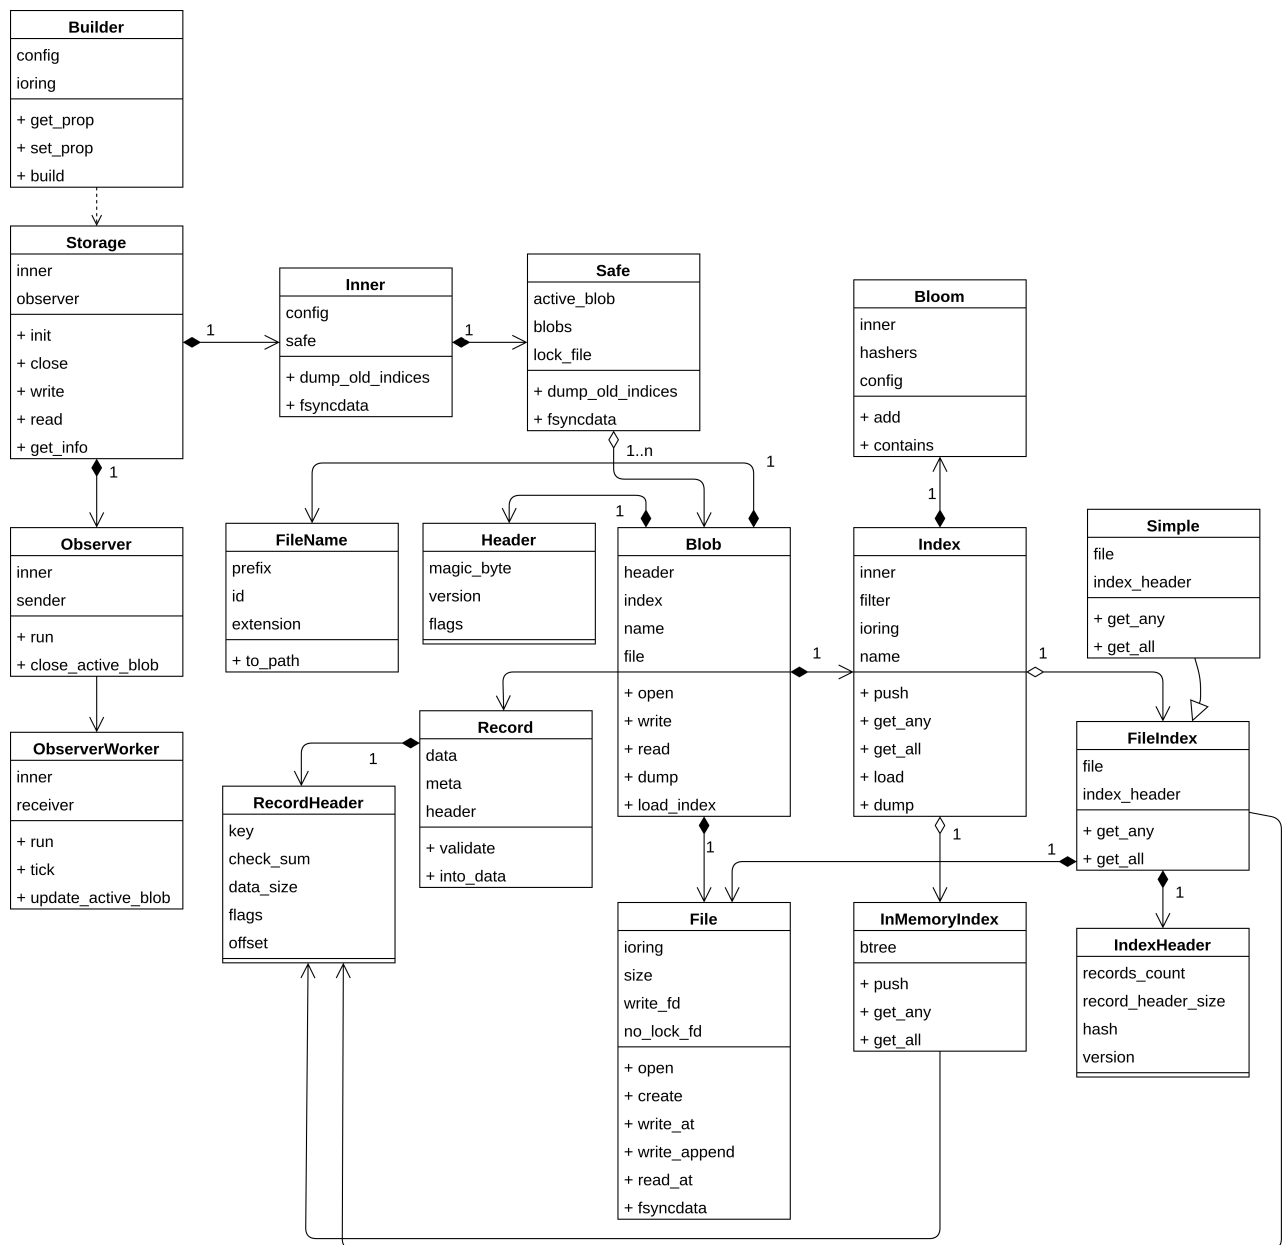 Builder
config
ioring
+ get_prop
+ set_prop
+ build
Storage
inner
observer
+ init
+ close
+ write
+ read
+ get_info
1
1
Inner
config
safe
+ dump_old_indices
+ fsyncdata
1
Safe
active_blob
blobs
lock_file
+ dump_old_indices
+ fsyncdata
1..n
Bloom
inner
hashers
config
+ add
+ contains
Observer
inner
sender
+ run
+ close_active_blob
ObserverWorker
inner
receiver
+ run
+ tick
+ update_active_blob
FileName
prefix
id
extension
+ to_path
Header
magic_byte
version
flags
1
1
Blob
header
index
name
file
+ open
+ write
+ read
+ dump
+ load_index
1
1
1
Index
inner
filter
ioring
name
+ push
+ get_any
+ get_all
+ load
+ dump
1
1
Simple
file
index_header
+ get_any
+ get_all
FileIndex
file
index_header
+ get_any
+ get_all
1
1
Record
data
meta
header
+ validate
+ into_data
1
RecordHeader
key
check_sum
data_size
flags
offset
File
ioring
size
write_fd
no_lock_fd
+ open
+ create
+ write_at
+ write_append
+ read_at
+ fsyncdata
InMemoryIndex
btree
+ push
+ get_any
+ get_all
IndexHeader
records_count
record_header_size
hash
version